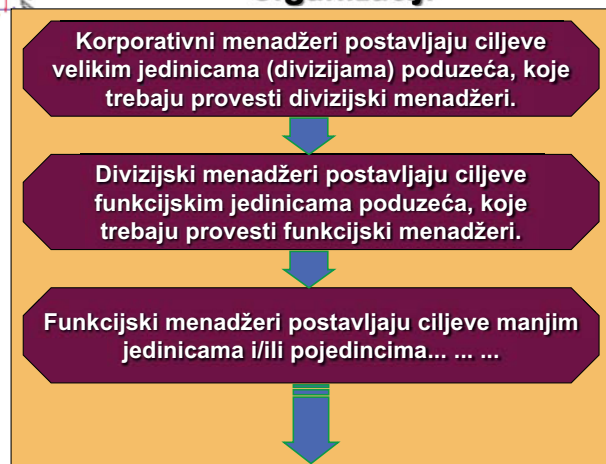 Korporativni menadžeri postavljaju ciljeve
velikim jedinicama (divizijama) poduzeća, koje
trebaju provesti divizijski menadžeri.
Divizijski menadžeri postavljaju ciljeve
funkcijskim jedinicama poduzeća, koje
trebaju provesti funkcijski menadžeri.
Funkcijski menadžeri postavljaju ciljeve manjim
jedinicama i/ili pojedincima... ... ...